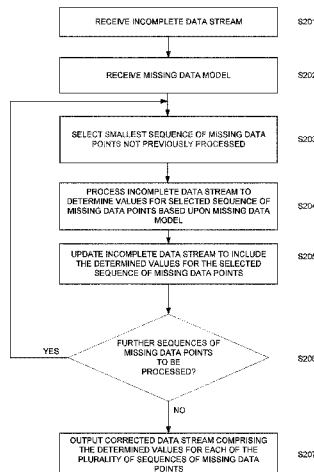 RECEIVE INCOMPLETE DATA STREAM
S201
RECEIVE MISSING DATA MODEL
S202
SELECT SMALLEST SEQUENCE OF MISSING DATA
POINTS NOT PREVIOUSLY PROCESSED
S203
PROCESS INCOMPLETE DATA STREAM TO
DETERMINE VALUES FOR SELECTED SEQUENCE OF
MISSING DATA POINTS BASED UPON MISSING DATA
MODEL
S204
UPDATE INCOMPLETE DATA STREAM TO INCLUDE
THE DETERMINED VALUES FOR THE SELECTED
SEQUENCE OF MISSING DATA POINTS
S205
FURTHER SEQUENCES OF
MISSING DATA POINTS
TO BE
PROCESSED?
S206
YES
NO
OUTPUT CORRECTED DATA STREAM COMPRISING
THE DETERMINED VALUES FOR EACH OF THE
PLURALITY OF SEQUENCES OF MISSING DATA
POINTS
S207